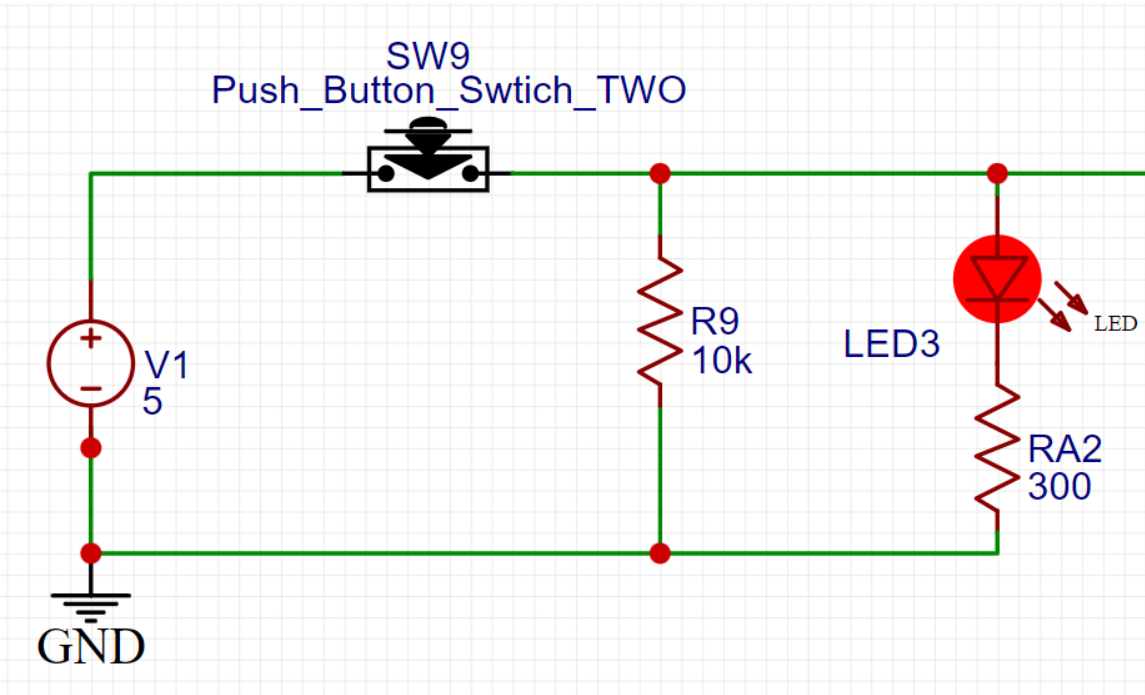 SW9
Push_Button_Swtich_TWO
V1
5
R9
10k
LED3
LED
RA2
300
GND